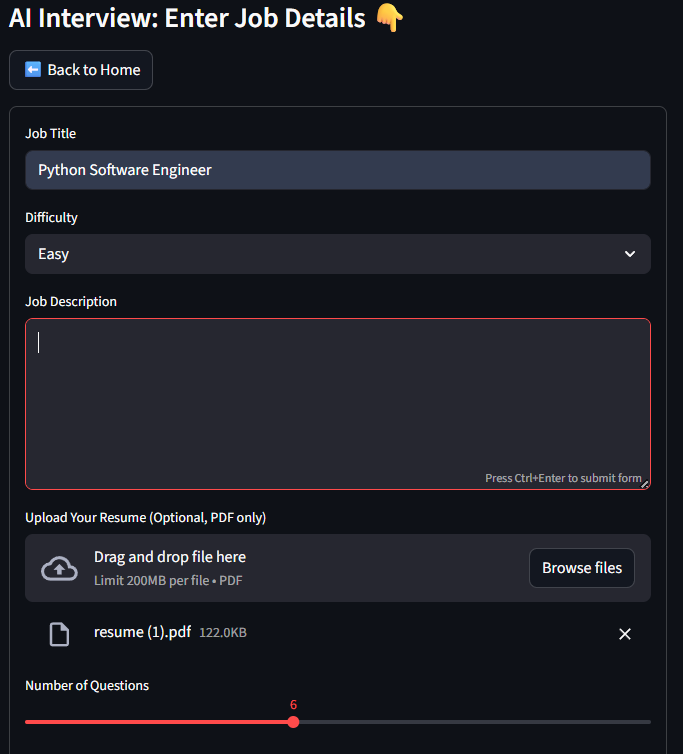 AI Interview: Enter Job Details 👇
⬅️ Back to Home
Job Title
Python Software Engineer
Difficulty
Easy
Job Description
Press Ctrl+Enter to submit form
Upload Your Resume (Optional, PDF only)
Drag and drop file here
Limit 200MB per file • PDF
Browse files
resume (1).pdf 122.0KB
Number of Questions
6